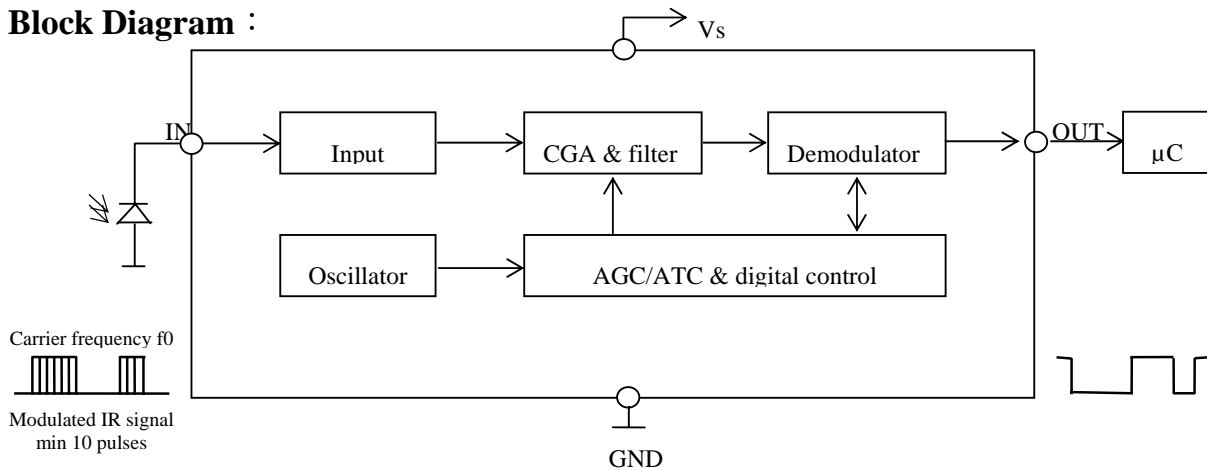 Block Diagram：
Vs
IN
Input
CGA & filter
Demodulator
OUT
µC
Oscillator
AGC/ATC & digital control
Carrier frequency f0
Modulated IR signal
min 10 pulses
GND